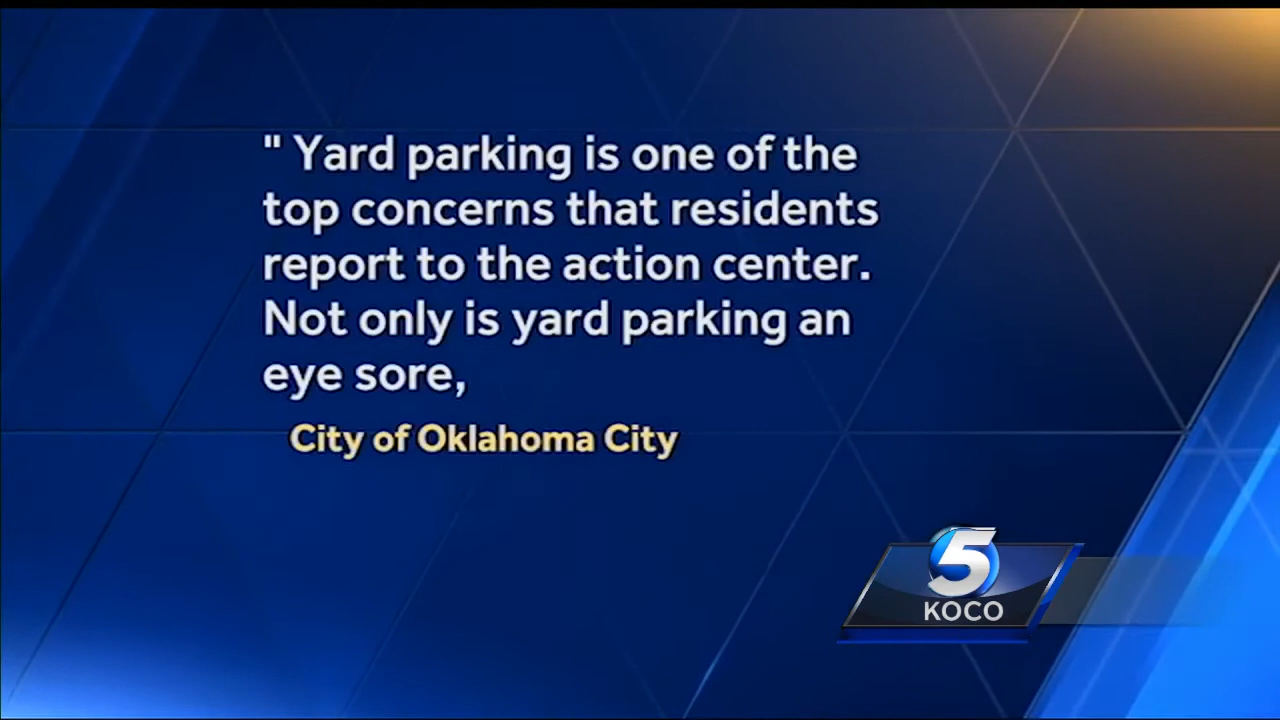 " Yard parking is one of the
top concerns that residents
report to the action center.
Not only is yard parking an
eye sore,
City of Oklahoma City
5
KOCO